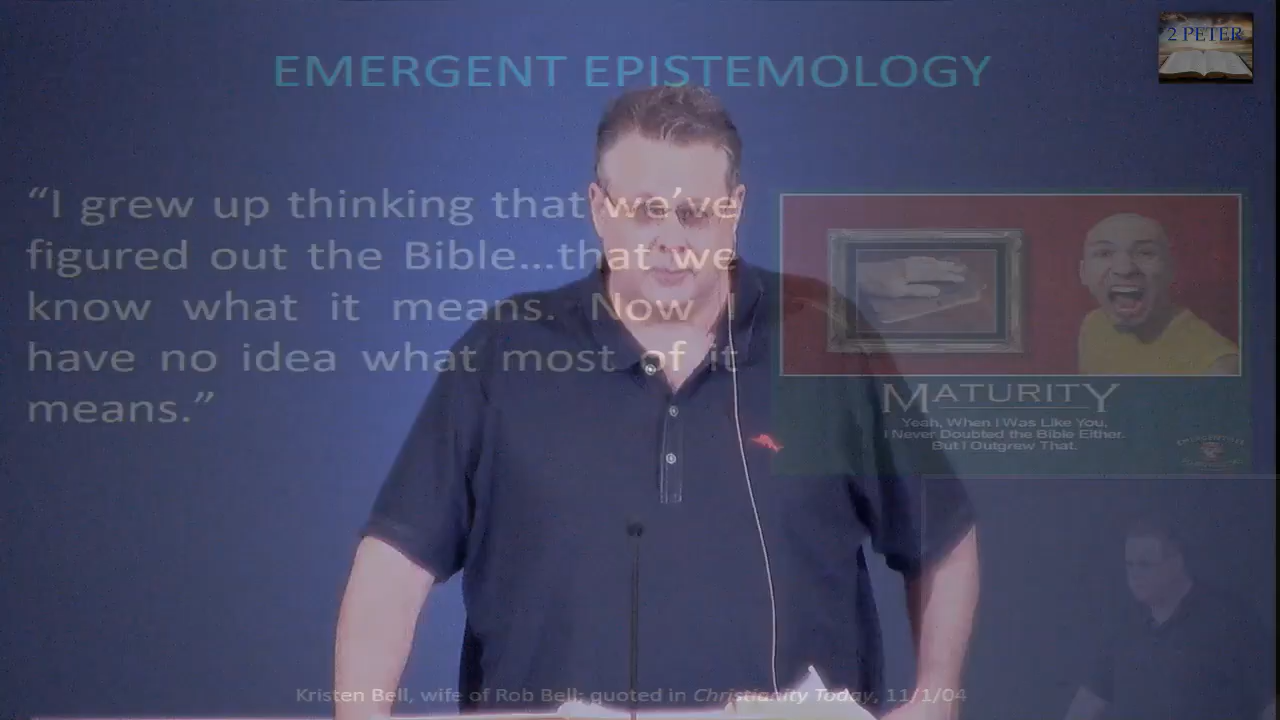 2 PETER
EMERGENT EPISTEMOLOGY
“I grew up thinking that we’ve
figured out the Bible...that we
know what it means. Now I
have no idea what most of it
means.”
MATURITY
Yeah, When I Was Like You,
I Never Doubted the Bible Either.
But I Outgrew That.
Kristen Bell, wife of Rob Bell; quoted in Christianity Today, 11/1/04